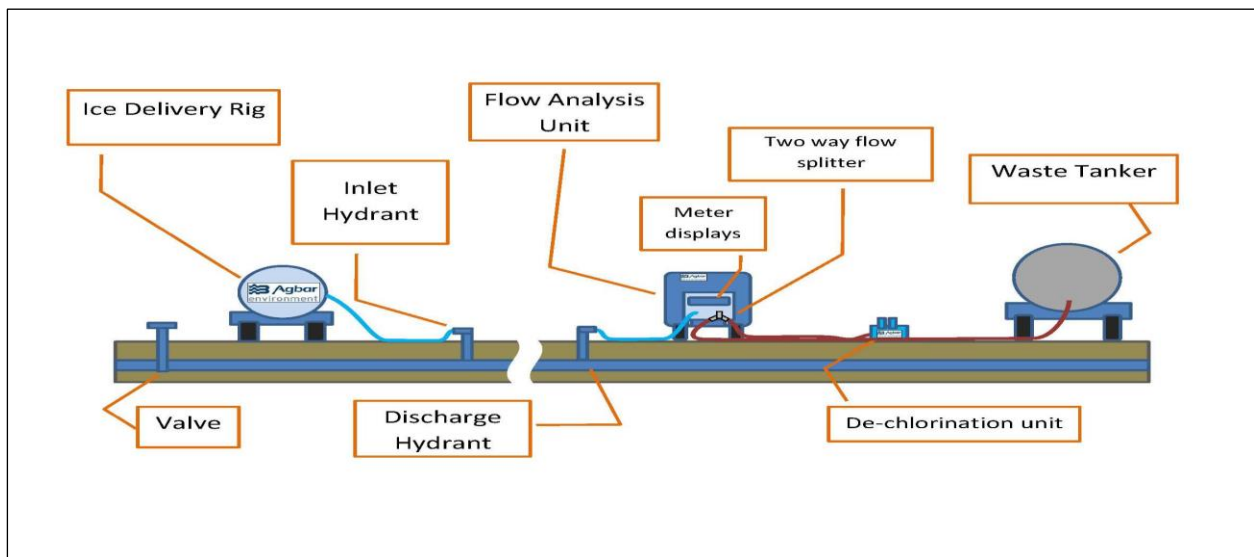 Ice Delivery Rig
Flow Analysis
Unit
Two way flow
splitter
Waste Tanker
Inlet
Hydrant
Meter
displays
Agbar
environment
Valve
Discharge
Hydrant
De-chlorination unit